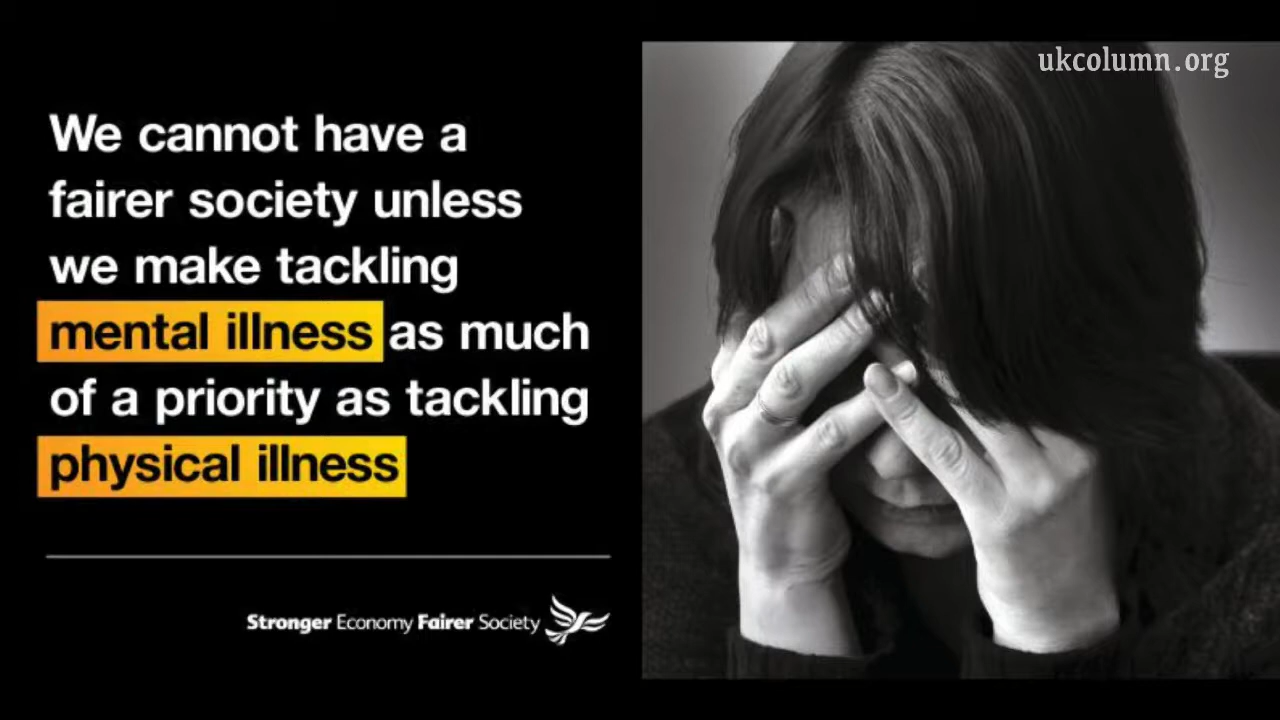 ukcolumn.org
We cannot have a
fairer society unless
we make tackling
mental illness as much
of a priority as tackling
physical illness
Stronger Economy Fairer Society